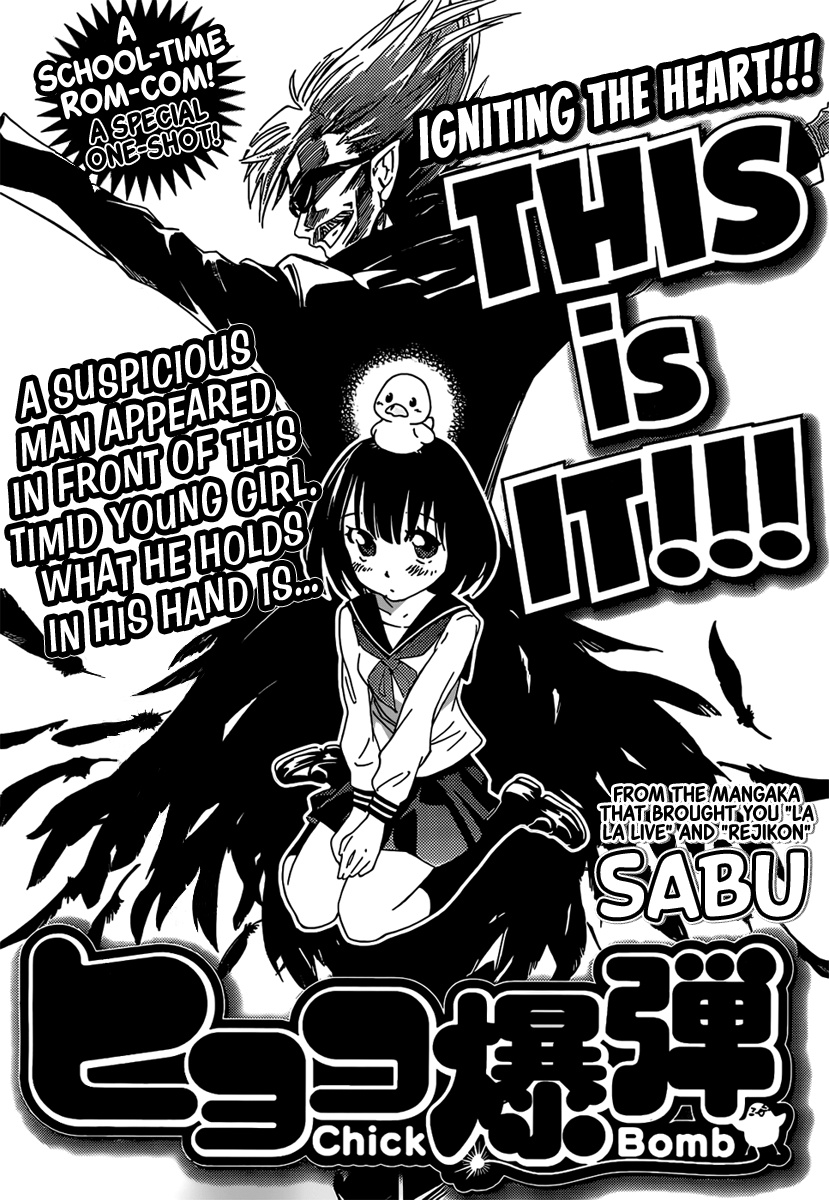 A
SCHOOL-TIME
ROM-COM!
A SPECIAL
ONE-SHOT!
IGNITING THE HEART!!!
THIS
is
IT!!!
A SUSPICIOUS
MAN APPEARED
IN FRONT OF THIS
TIMID YOUNG GIRL.
WHAT HE HOLDS
IN HIS HAND IS...
FROM THE MANGAKA
THAT BROUGHT YOU "LA
LA LIVE" AND "REJIKON"
SABU
ヒヨコ爆弾
Chick Bomb